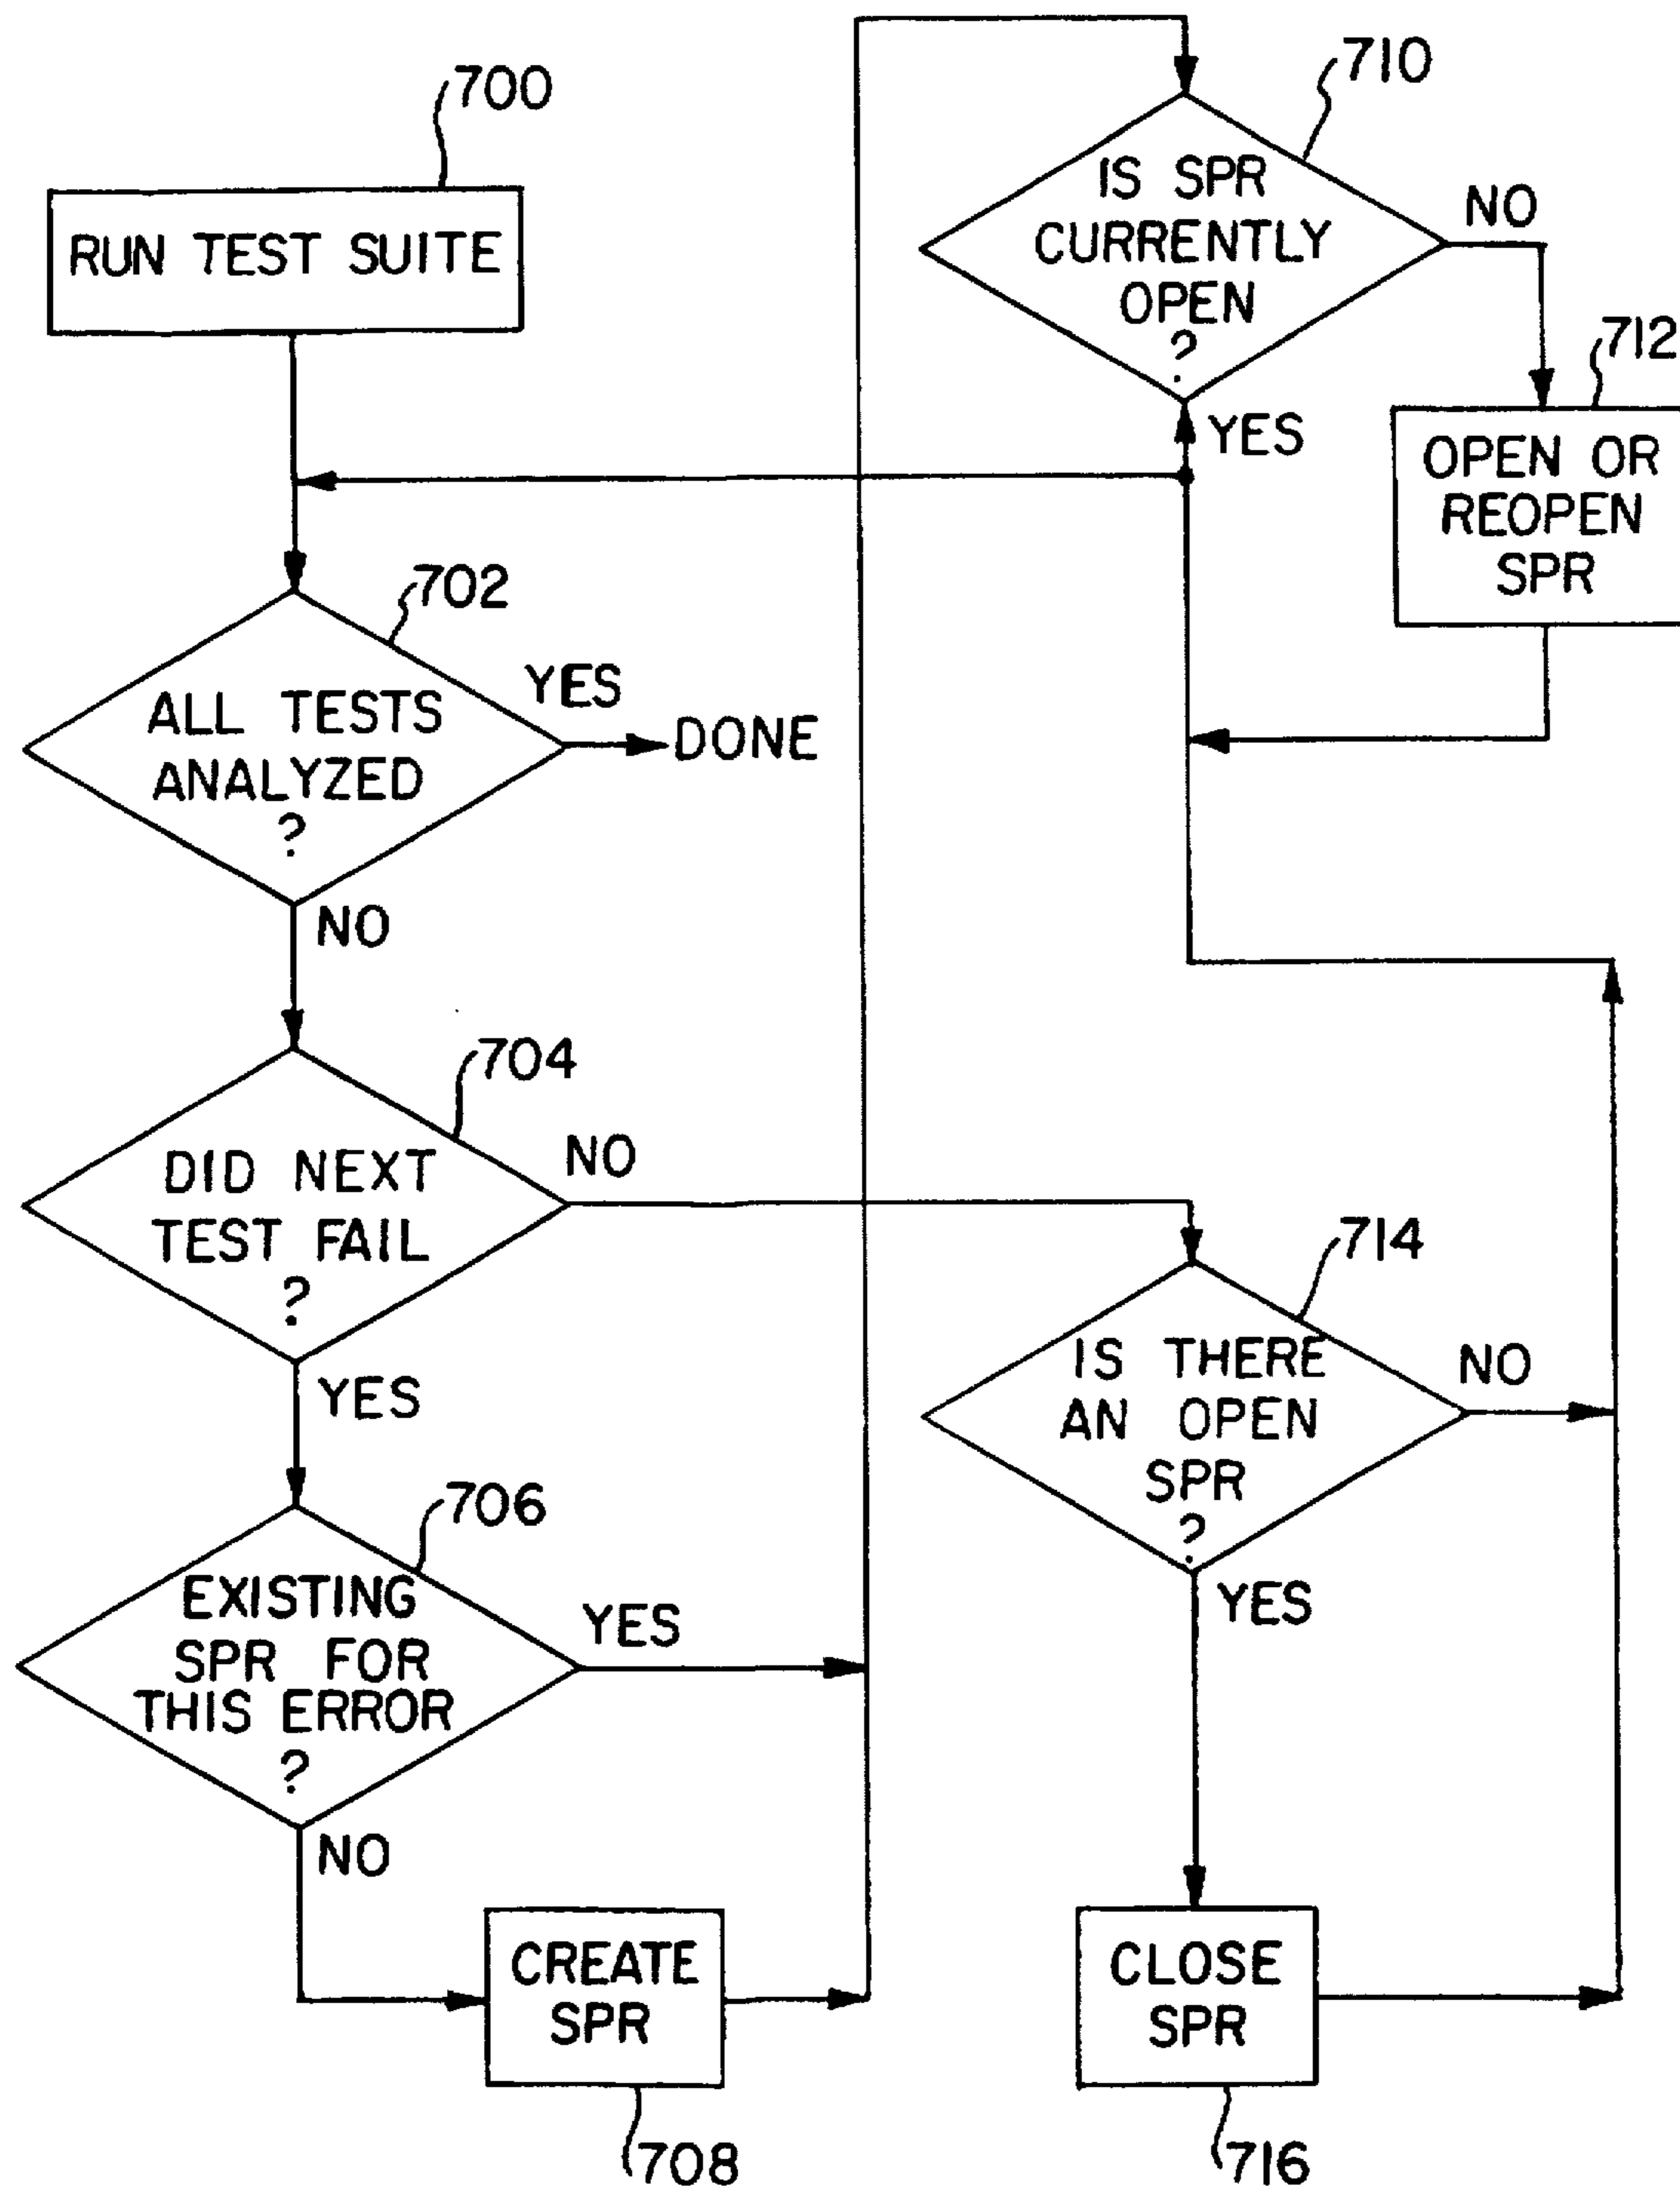 700
RUN TEST SUITE
702
ALL TESTS
ANALYZED
?
YES
DONE
NO
704
DID NEXT
TEST FAIL
?
NO
YES
706
EXISTING
SPR FOR
THIS ERROR
?
YES
NO
CREATE
SPR
708
710
IS SPR
CURRENTLY
OPEN
?
NO
YES
712
OPEN OR
REOPEN
SPR
714
IS THERE
AN OPEN
SPR
?
NO
YES
CLOSE
SPR
716